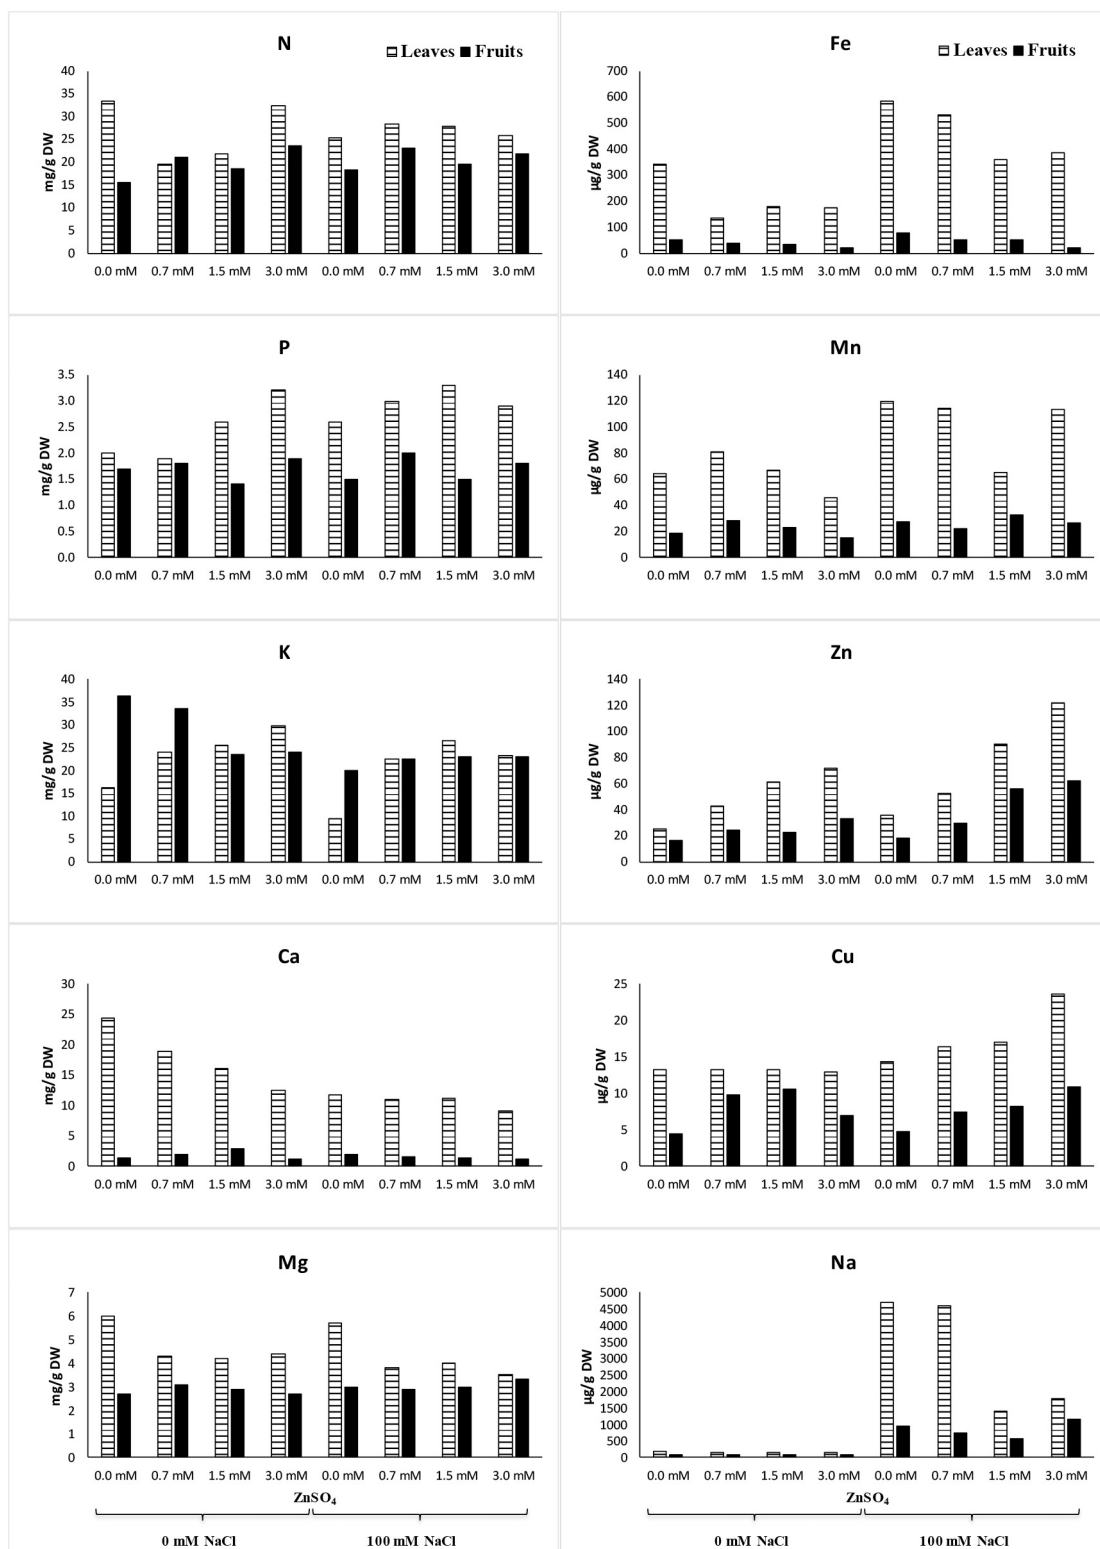 N
Leaves Fruits
40
35
30
25
20
15
10
5
0
mg/g DW
0.0 mM 0.7 mM 1.5 mM 3.0 mM 0.0 mM 0.7 mM 1.5 mM 3.0 mM
Fe
Leaves Fruits
700
600
500
400
300
200
100
0
µg/g DW
0.0 mM 0.7 mM 1.5 mM 3.0 mM 0.0 mM 0.7 mM 1.5 mM 3.0 mM
P
3.5
3.0
2.5
2.0
1.5
1.0
0.5
0.0
mg/g DW
0.0 mM 0.7 mM 1.5 mM 3.0 mM 0.0 mM 0.7 mM 1.5 mM 3.0 mM
Mn
140
120
100
80
60
40
20
0
µg/g DW
0.0 mM 0.7 mM 1.5 mM 3.0 mM 0.0 mM 0.7 mM 1.5 mM 3.0 mM
K
40
35
30
25
20
15
10
5
0
mg/g DW
0.0 mM 0.7 mM 1.5 mM 3.0 mM 0.0 mM 0.7 mM 1.5 mM 3.0 mM
Zn
140
120
100
80
60
40
20
0
µg/g DW
0.0 mM 0.7 mM 1.5 mM 3.0 mM 0.0 mM 0.7 mM 1.5 mM 3.0 mM
Ca
30
25
20
15
10
5
0
mg/g DW
0.0 mM 0.7 mM 1.5 mM 3.0 mM 0.0 mM 0.7 mM 1.5 mM 3.0 mM
Cu
25
20
15
10
5
0
µg/g DW
0.0 mM 0.7 mM 1.5 mM 3.0 mM 0.0 mM 0.7 mM 1.5 mM 3.0 mM
Mg
7
6
5
4
3
2
1
0
mg/g DW
0.0 mM 0.7 mM 1.5 mM 3.0 mM 0.0 mM 0.7 mM 1.5 mM 3.0 mM
ZnSO₄
0 mM NaCl 100 mM NaCl
Na
5000
4500
4000
3500
3000
2500
2000
1500
1000
500
0
µg/g DW
0.0 mM 0.7 mM 1.5 mM 3.0 mM 0.0 mM 0.7 mM 1.5 mM 3.0 mM
ZnSO₄
0 mM NaCl 100 mM NaCl